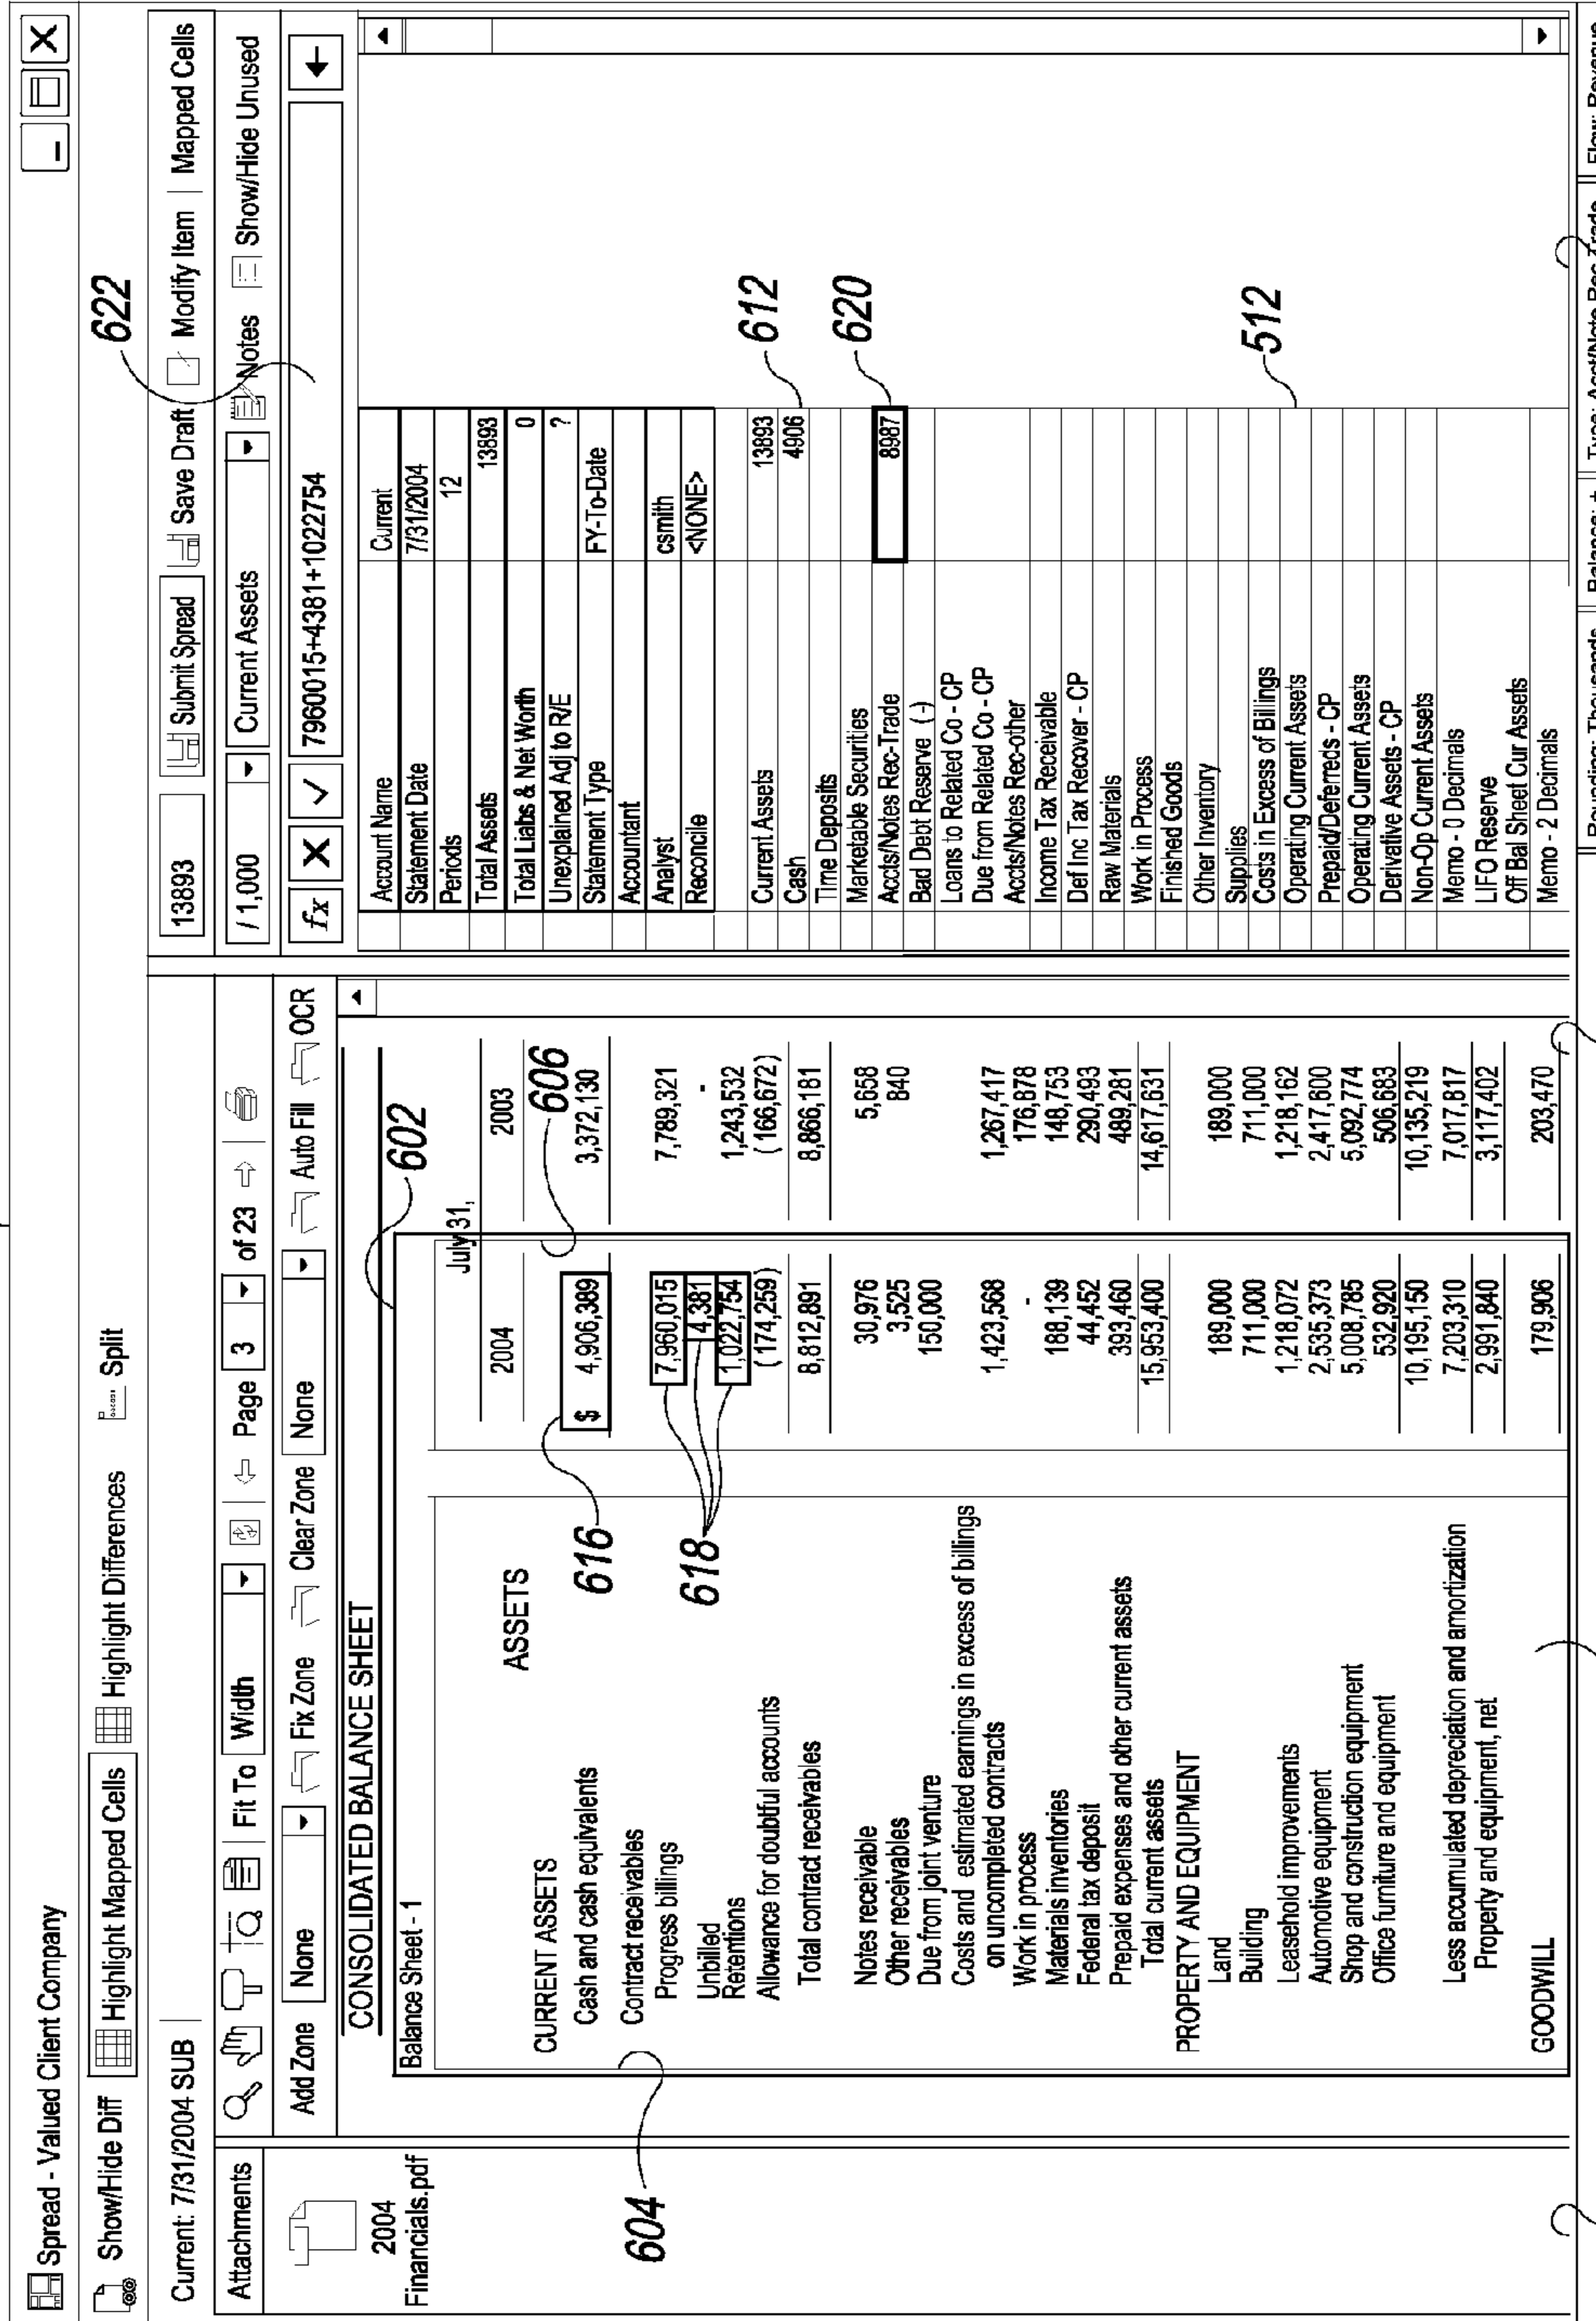 Spread - Valued Client Company
Show/Hide Diff Highlight Mapped Cells Highlight Differences Split
622
Current: 7/31/2004 SUB
13893 Submit Spread Save Draft Modify Item Mapped Cells
Attachments
Fit To Width Page 3 of 23
/ 1,000 Current Assets Notes Show/Hide Unused
Add Zone None Fix Zone Clear Zone None Auto Fill OCR
fx X ✓ 7960015+4381+1022754
2004
Financials.pdf
604
CONSOLIDATED BALANCE SHEET
602
Balance Sheet - 1
July 31,
ASSETS 2004 2003
606
CURRENT ASSETS
Cash and cash equivalents $ 4,906,389 3,372,130
616
Contract receivables
Progress billings 7,960,015 7,789,321
Unbilled 4,381 -
Retentions 1,022,754 1,243,532
618
Allowance for doubtful accounts (174,259) (166,672)
Total contract receivables 8,812,891 8,866,181
Notes receivable 30,976 5,658
Other receivables 3,525 840
Due from joint venture 150,000
Costs and estimated earnings in excess of billings
on uncompleted contracts 1,423,568 1,267,417
Work in process - 176,878
Materials inventories 188,139 148,753
Federal tax deposit 44,452 290,493
Prepaid expenses and other current assets 393,460 489,281
Total current assets 15,953,400 14,617,631
PROPERTY AND EQUIPMENT
Land 189,000 189,000
Building 711,000 711,000
Leasehold improvements 1,218,072 1,218,162
Automotive equipment 2,535,373 2,417,600
Shop and construction equipment 5,008,785 5,092,774
Office furniture and equipment 532,920 506,683
10,195,150 10,135,219
Less accumulated depreciation and amortization 7,203,310 7,017,817
Property and equipment, net 2,991,840 3,117,402
GOODWILL 179,906 203,470
Account Name Current
Statement Date 7/31/2004
Periods 12
Total Assets 13893
Total Liabs & Net Worth 0
Unexplained Adj to R/E ?
Statement Type FY-To-Date
Accountant
Analyst csmith
Reconcile <NONE>
Current Assets 13893
Cash 4906
612
Time Deposits
Marketable Securities
Accts/Notes Rec-Trade 8987
620
Bad Debt Reserve (-)
Loans to Related Co - CP
Due from Related Co - CP
Accts/Notes Rec-other
Income Tax Receivable
Def Inc Tax Recover - CP
Raw Materials
Work in Process
Finished Goods
Other Inventory
Supplies
Costs in Excess of Billings
512
Operating Current Assets
Prepaid/Deferreds - CP
Operating Current Assets
Derivative Assets - CP
Non-Op Current Assets
Memo - 0 Decimals
LIFO Reserve
Off Bal Sheet Cur Assets
Memo - 2 Decimals
Rounding: Thousands Balance: + Type: Acct/Note Rec Trade Flow: Revenue